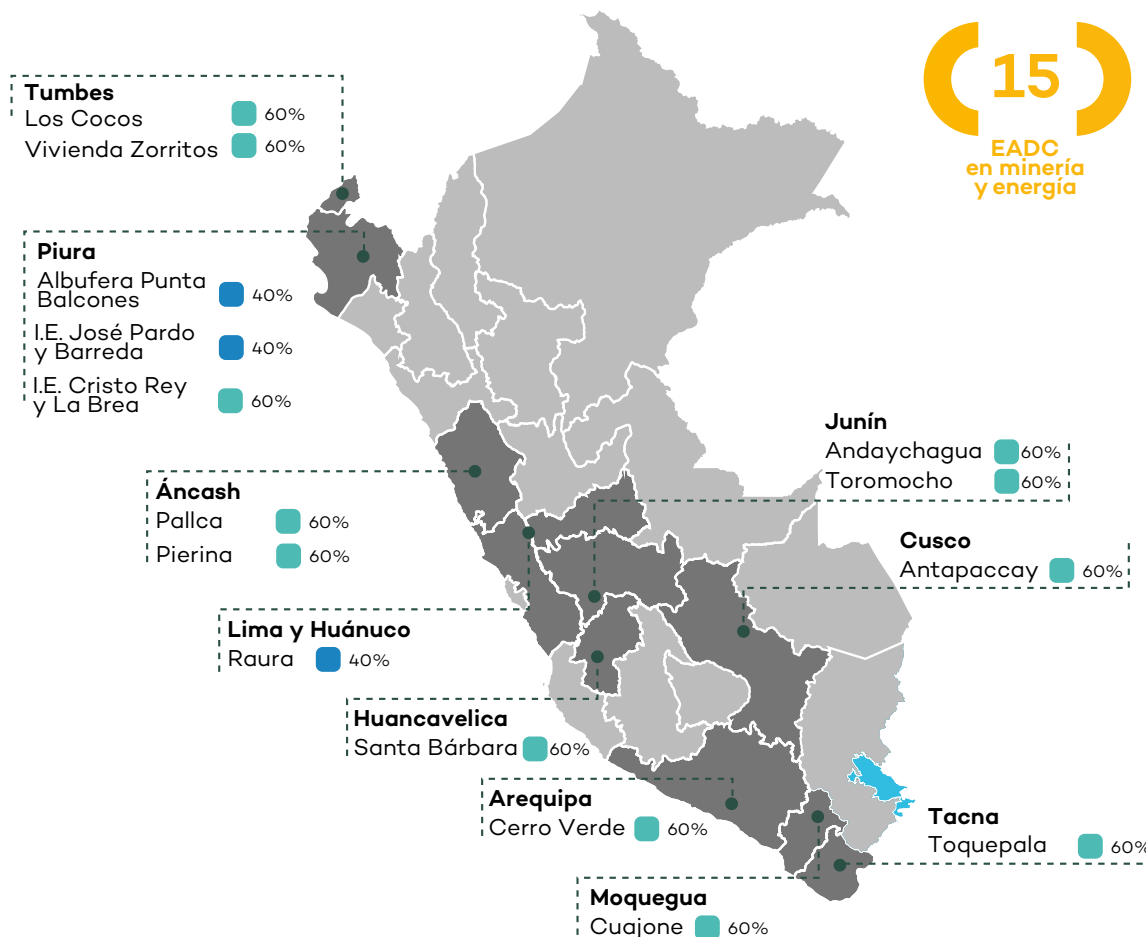 15
EADC
en minería
y energía
Tumbes
Los Cocos 60%
Vivienda Zorritos 60%
Piura
Albufera Punta
Balcones 40%
I.E. José Pardo
y Barreda 40%
I.E. Cristo Rey
y La Brea 60%
Áncash
Pallca 60%
Pierina 60%
Lima y Huánuco
Raura 40%
Huancavelica
Santa Bárbara 60%
Arequipa
Cerro Verde 60%
Moquegua
Cuajone 60%
Junín
Andaychagua 60%
Toromocho 60%
Cusco
Antapaccay 60%
Tacna
Toquepala 60%